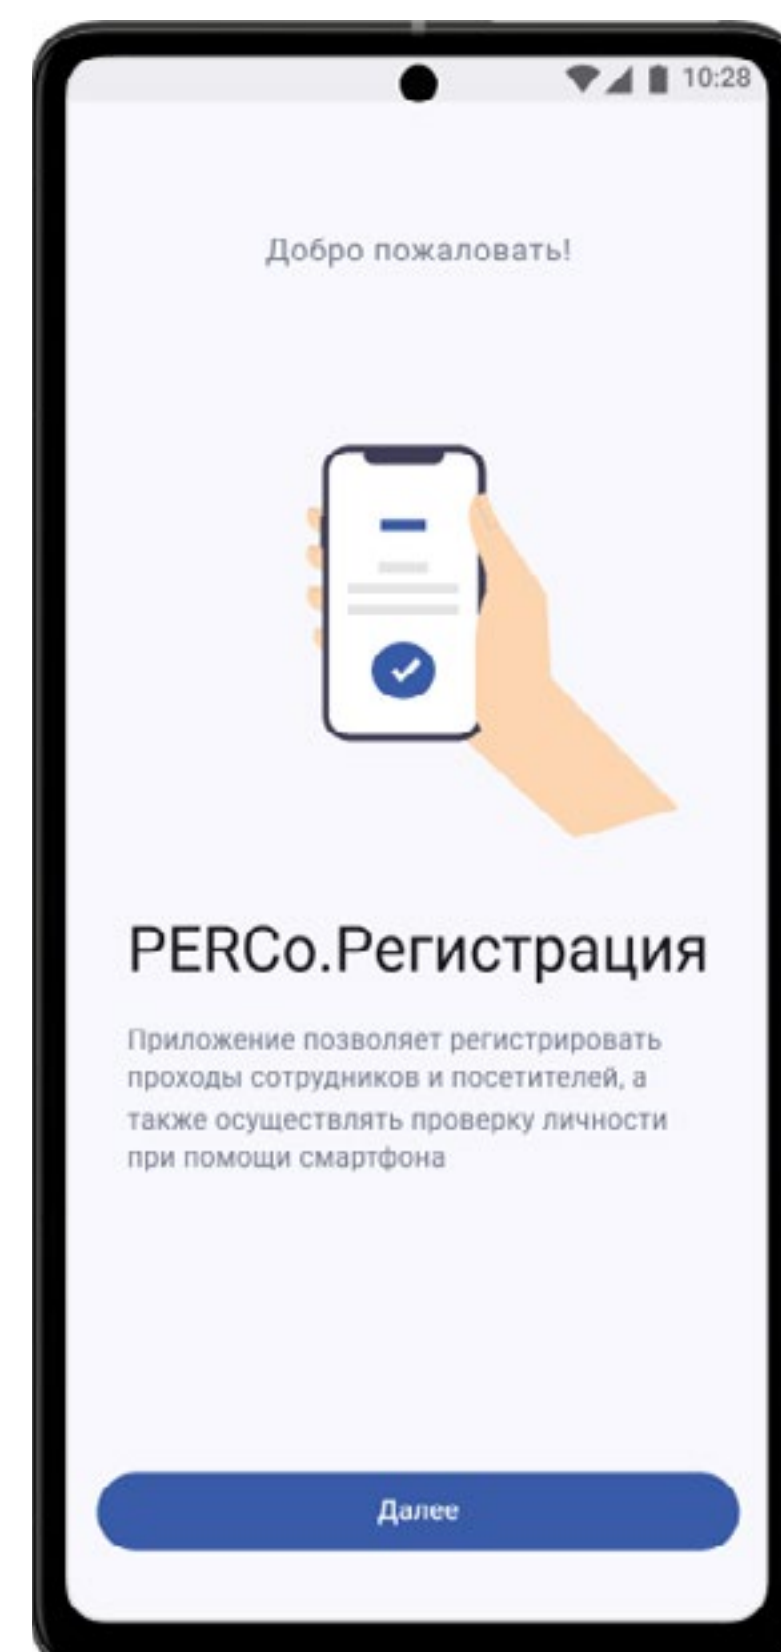 10:28
Добро пожаловать!
PERCo.Регистрация
Приложение позволяет регистрировать
проходы сотрудников и посетителей, а
также осуществлять проверку личности
при помощи смартфона
Далее